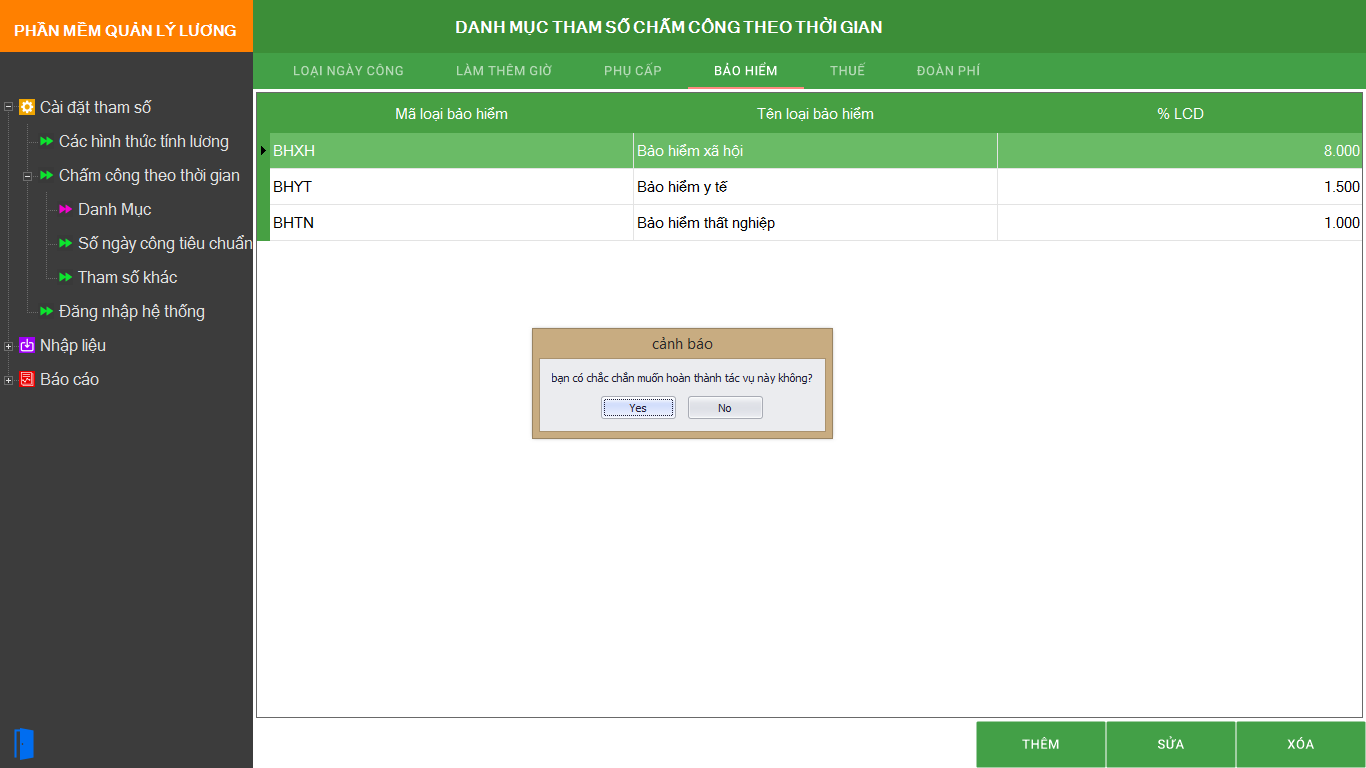 PHẦN MỀM QUẢN LÝ LƯƠNG
DANH MỤC THAM SỐ CHẤM CÔNG THEO THỜI GIAN
LOẠI NGÀY CÔNG LÀM THÊM GIỜ PHỤ CẤP BẢO HIỂM THUẾ ĐOÀN PHÍ
Cài đặt tham số
Các hình thức tính lương
Chấm công theo thời gian
Danh Mục
Số ngày công tiêu chuẩn
Tham số khác
Đăng nhập hệ thống
Nhập liệu
Báo cáo
Mã loại bảo hiểm Tên loại bảo hiểm % LCD
BHXH Bảo hiểm xã hội 8.000
BHYT Bảo hiểm y tế 1.500
BHTN Bảo hiểm thất nghiệp 1.000
cảnh báo
bạn có chắc chắn muốn hoàn thành tác vụ này không?
Yes No
THÊM SỬA XÓA